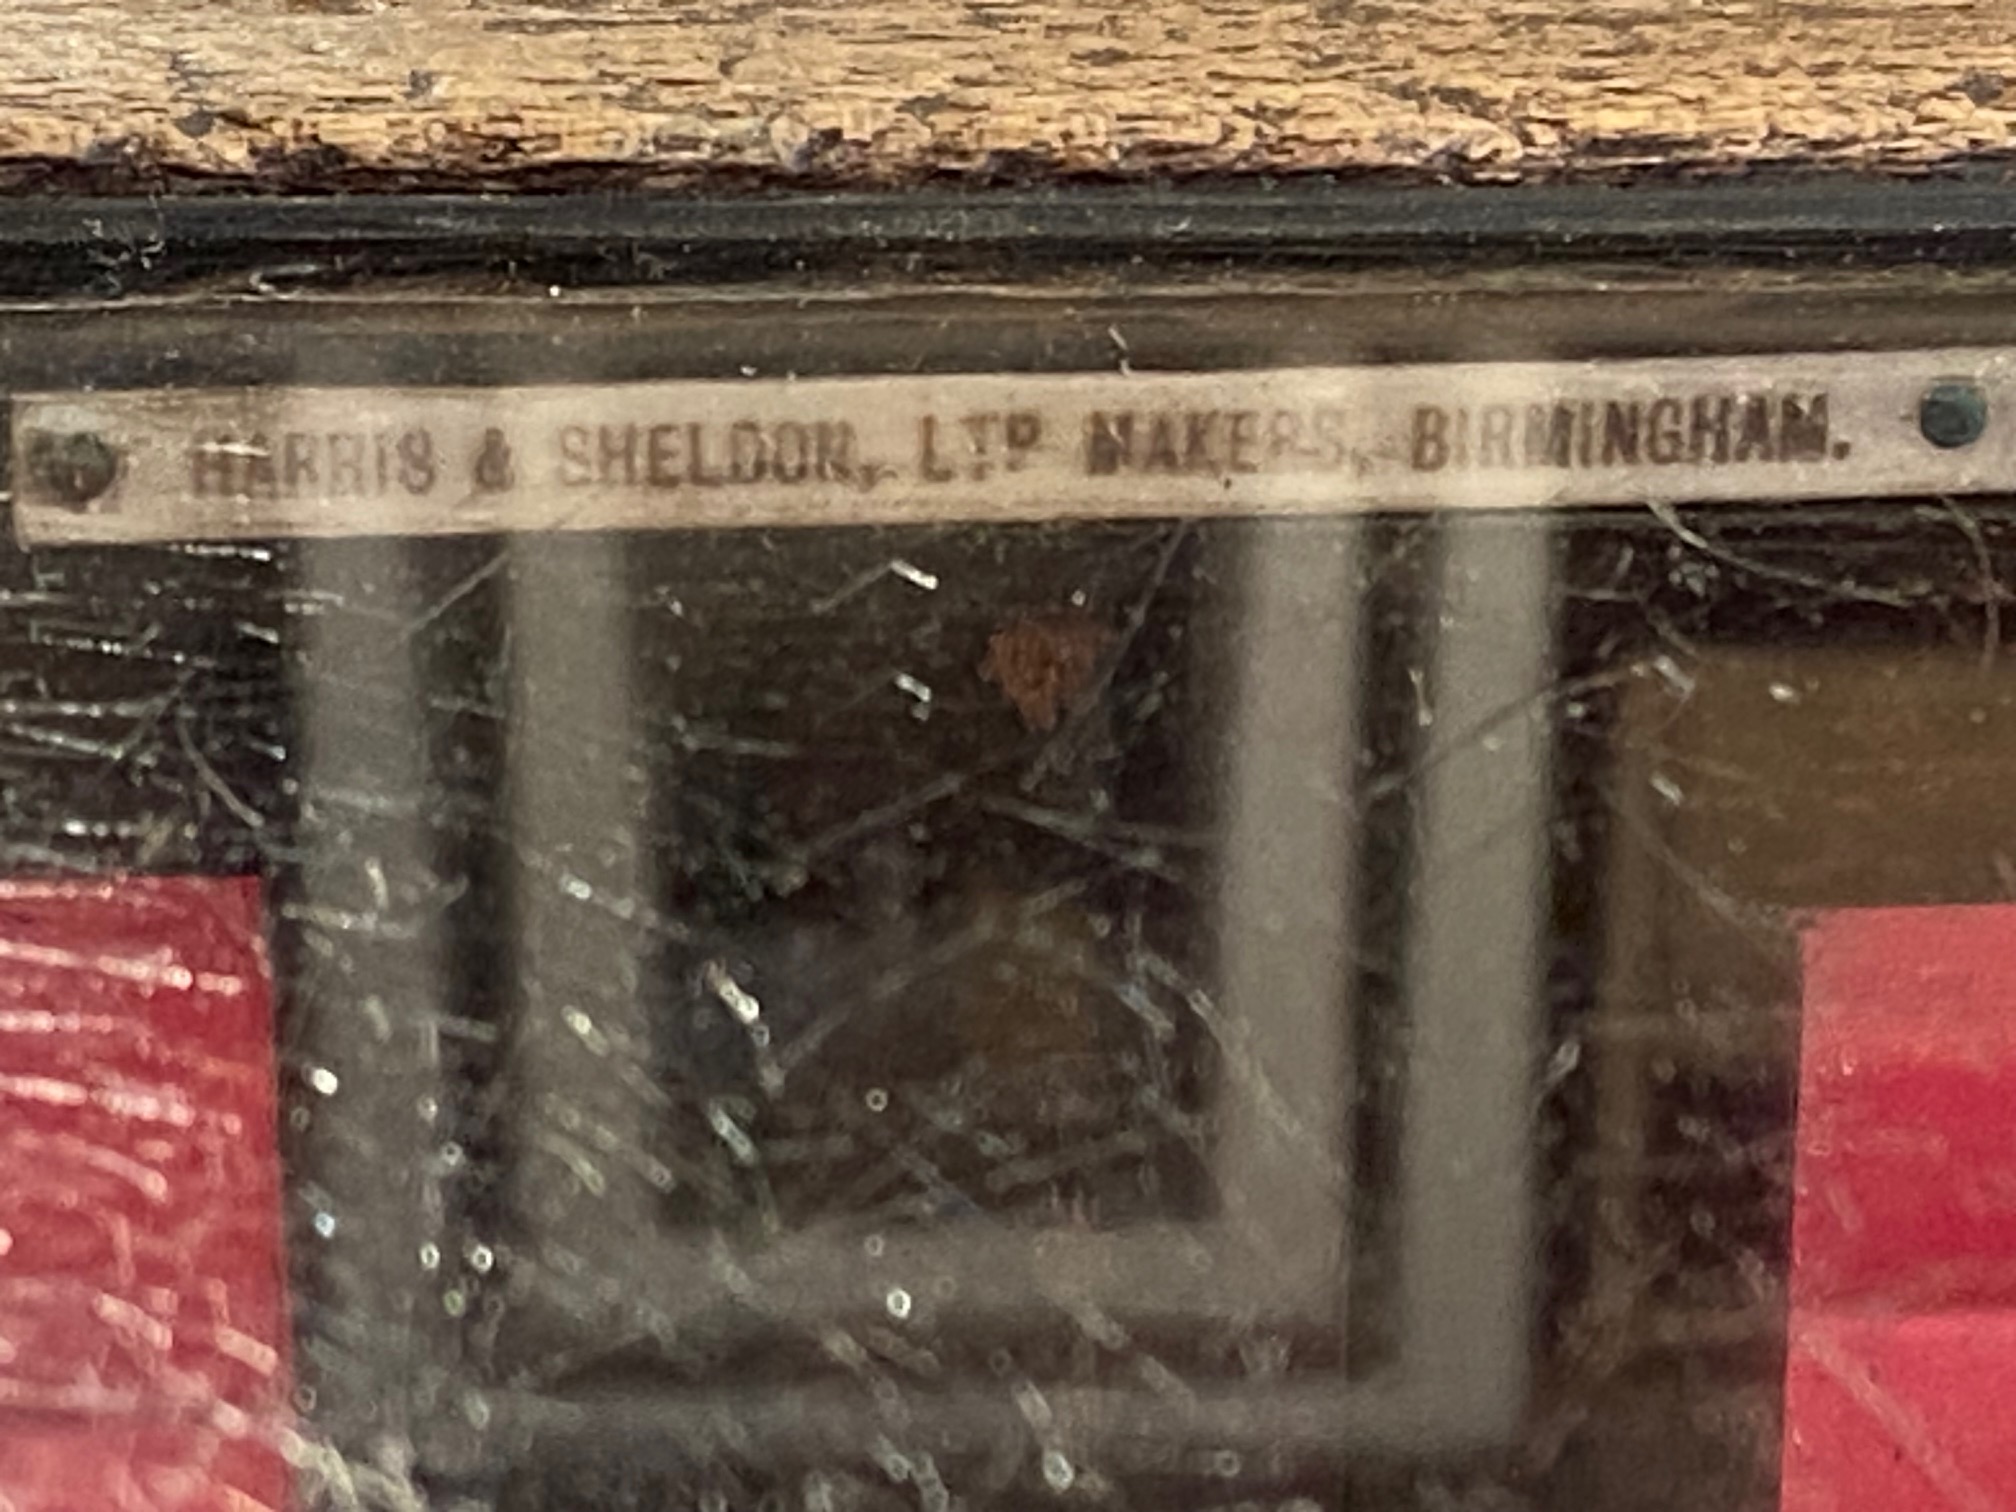 HARRIS & SHELDON, LTD MAKERS, BIRMINGHAM.